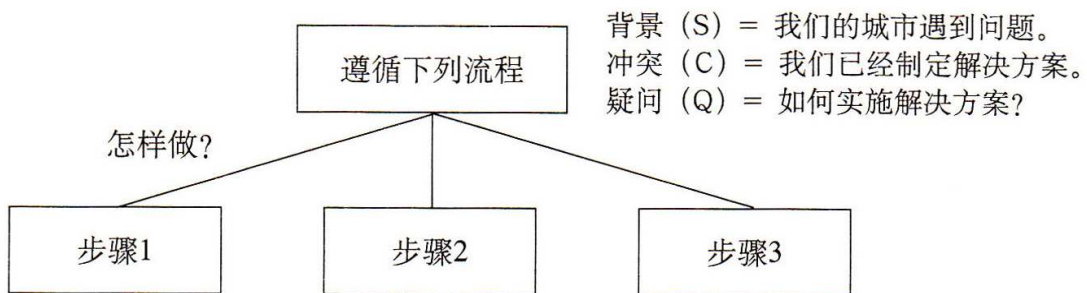 背景（S）= 我们的城市遇到问题。
冲突（C）= 我们已经制定解决方案。
疑问（Q）= 如何实施解决方案？
遵循下列流程
怎样做？
步骤1
步骤2
步骤3